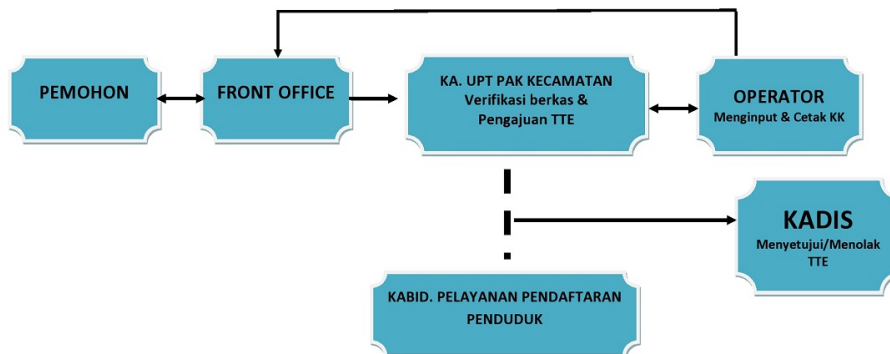 PEMOHON
FRONT OFFICE
KA. UPT PAK KECAMATAN
Verifikasi berkas &
Pengajuan TTE
OPERATOR
Menginput & Cetak KK
KADIS
Menyetujui/Menolak
TTE
KABID. PELAYANAN PENDAFTARAN
PENDUDUK